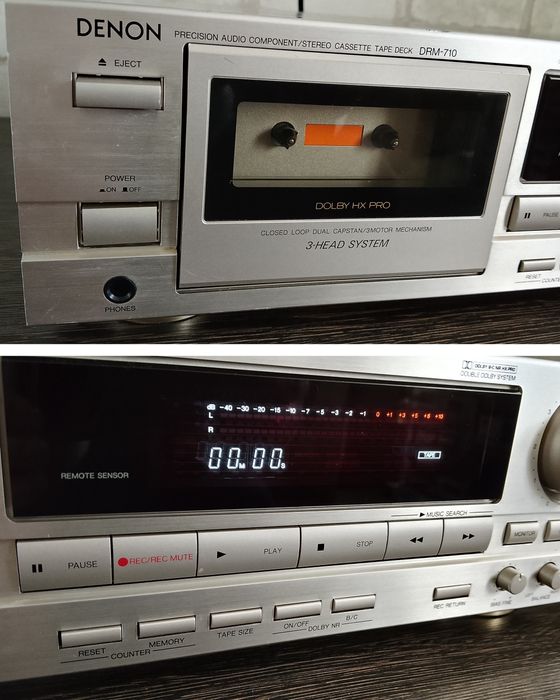 DENON PRECISION AUDIO COMPONENT/STEREO CASSETTE TAPE DECK DRM-710
EJECT
POWER
ON OFF
PHONES
DOLBY HX PRO
CLOSED LOOP DUAL CAPSTAN/3MOTOR MECHANISM
3-HEAD SYSTEM
PAUSE
RESET
DOLBY B-C NR HX PRO
DOUBLE DOLBY SYSTEM
dB -40 -30 -20 -15 -10 -7 -5 -3 -2 -1 0 +1 +3 +5 +8 +10
L
R
00M 00S
TAPE
REMOTE SENSOR
MUSIC SEARCH
PAUSE REC/REC MUTE PLAY STOP
MONITOR
RESET MEMORY TAPE SIZE ON/OFF B/C REC RETURN BIAS FINE BALANCE
COUNTER DOLBY NR